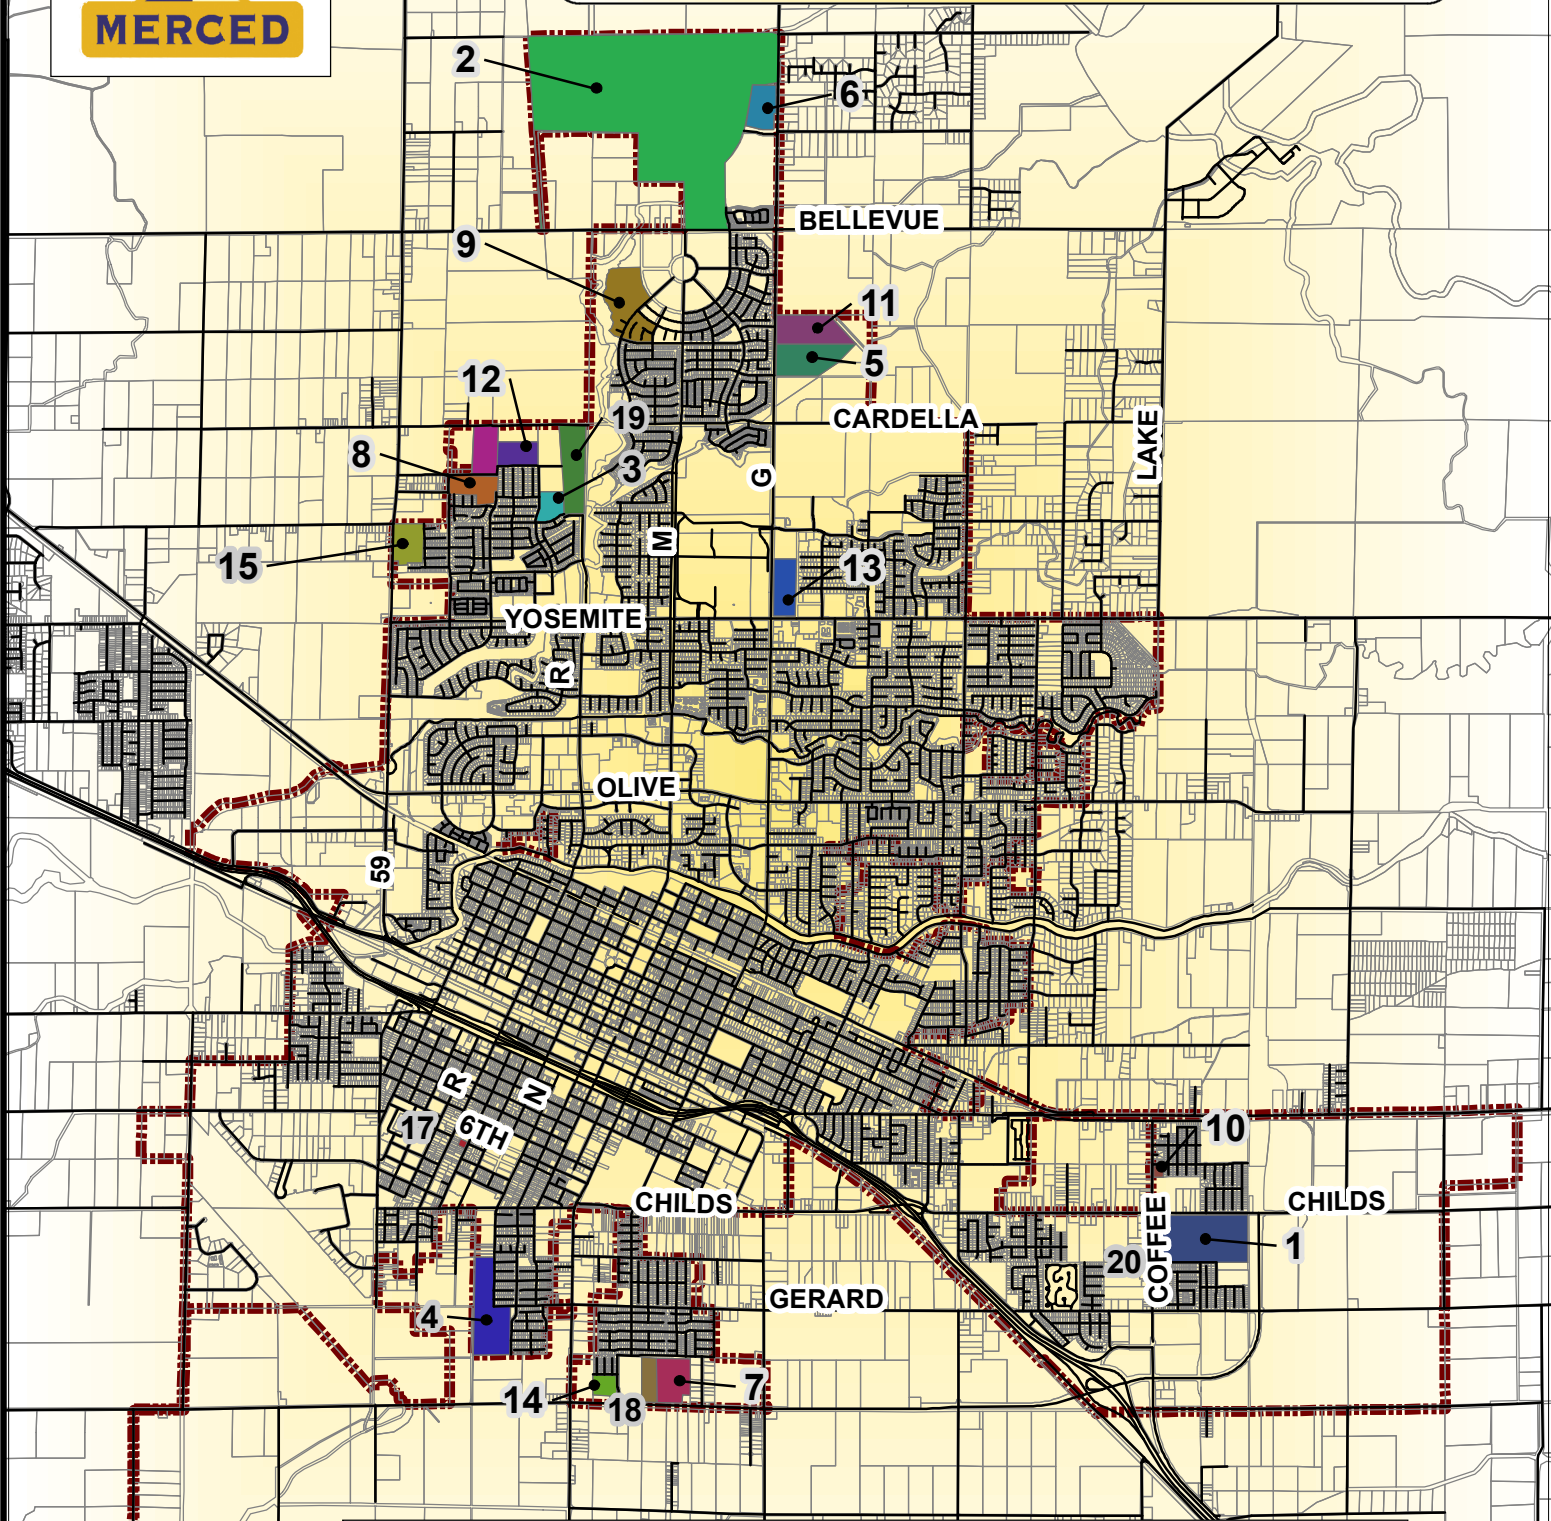 MERCED
2
6
BELLEVUE
9
11
5
12
19
CARDELLA
LAKE
8
3
G
15
M
13
YOSEMITE
R
OLIVE
59
R
N
17
6TH
10
CHILDS
CHILDS
COFFEE
1
20
GERARD
4
14
18
7